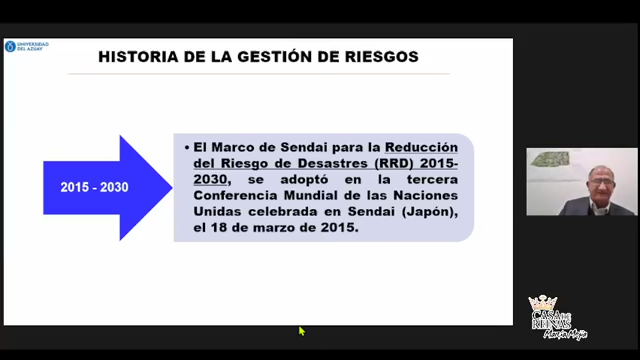 UNIVERSIDAD
DEL AZUAY
HISTORIA DE LA GESTIÓN DE RIESGOS
2015 - 2030
• El Marco de Sendai para la Reducción
del Riesgo de Desastres (RRD) 2015-
2030, se adoptó en la tercera
Conferencia Mundial de las Naciones
Unidas celebrada en Sendai (Japón),
el 18 de marzo de 2015.
CASA DE
REINAS
María Mejía